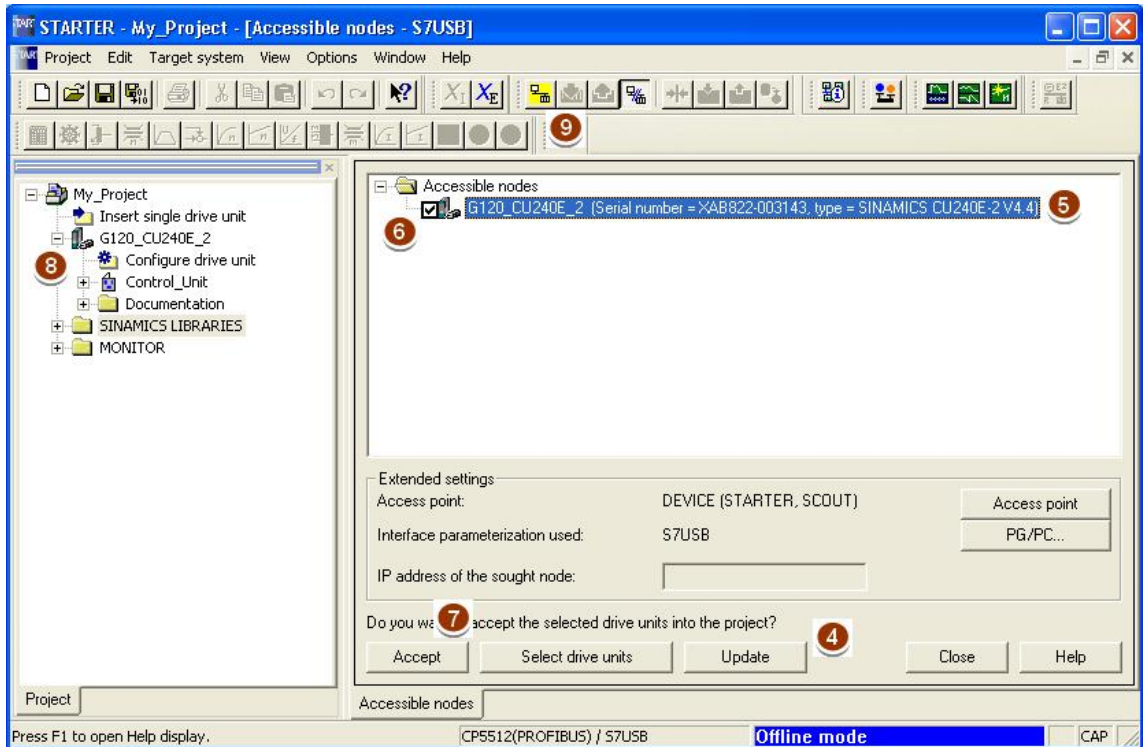 STARTER - My_Project - [Accessible nodes - S7USB]
Project Edit Target system View Options Window Help
9
My_Project
Insert single drive unit
G120_CU240E_2
8
Configure drive unit
Control_Unit
Documentation
SINAMICS LIBRARIES
MONITOR
Project
Accessible nodes
G120_CU240E_2 (Serial number = XAB822-003143, type = SINAMICS CU240E-2 V4.4)
5
6
Extended settings
Access point: DEVICE (STARTER, SCOUT) Access point
Interface parameterization used: S7USB PG/PC...
IP address of the sought node:
Do you wa 7 accept the selected drive units into the project?
4
Accept Select drive units Update Close Help
Accessible nodes
Press F1 to open Help display. CP5512(PROFIBUS) / S7USB Offline mode CAP